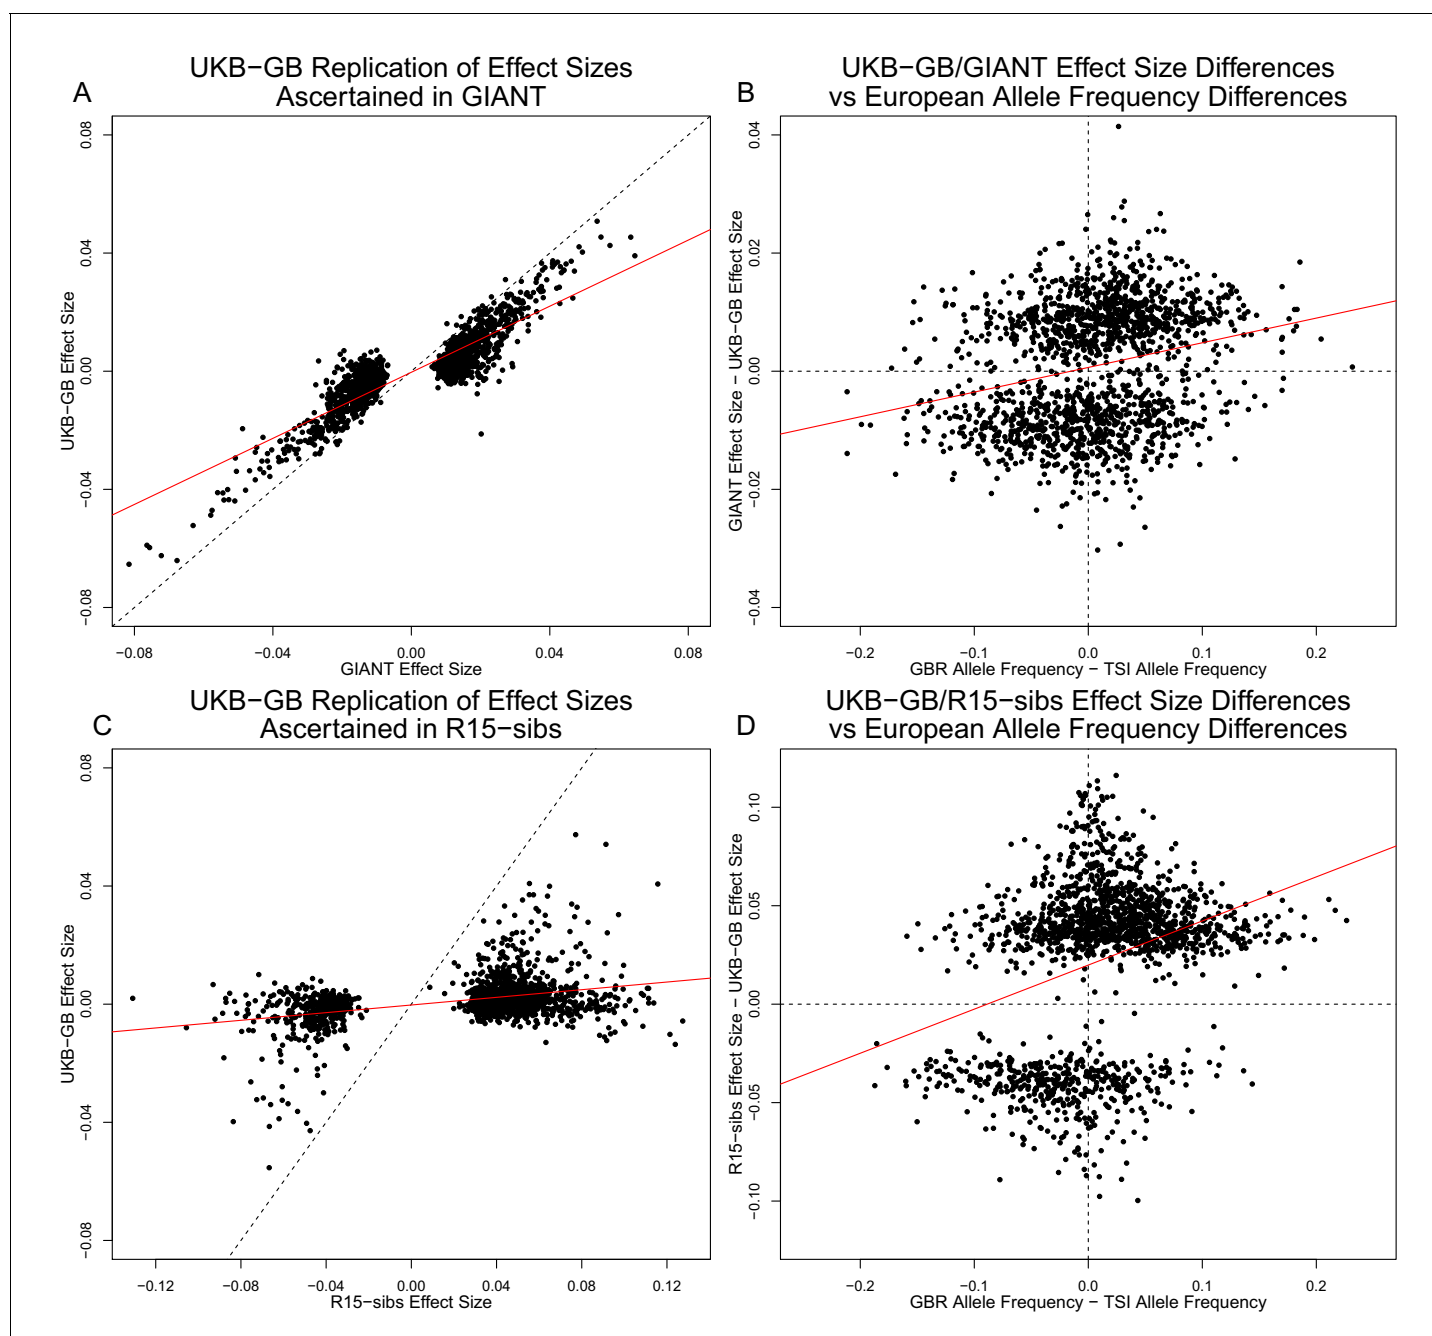 UKB−GB Replication of Effect Sizes
Ascertained in GIANT
A
0.08
0.04
0.00
−0.04
−0.08
UKB−GB Effect Size
−0.08 −0.04 0.00 0.04 0.08
GIANT Effect Size
UKB−GB/GIANT Effect Size Differences
vs European Allele Frequency Differences
B
0.04
0.02
0.00
−0.02
−0.04
GIANT Effect Size − UKB−GB Effect Size
−0.2 −0.1 0.0 0.1 0.2
GBR Allele Frequency − TSI Allele Frequency
UKB−GB Replication of Effect Sizes
Ascertained in R15−sibs
C
0.08
0.04
0.00
−0.04
−0.08
UKB−GB Effect Size
−0.12 −0.08 −0.04 0.00 0.04 0.08 0.12
R15−sibs Effect Size
UKB−GB/R15−sibs Effect Size Differences
vs European Allele Frequency Differences
D
0.10
0.05
0.00
−0.05
−0.10
R15−sibs Effect Size − UKB−GB Effect Size
−0.2 −0.1 0.0 0.1 0.2
GBR Allele Frequency − TSI Allele Frequency